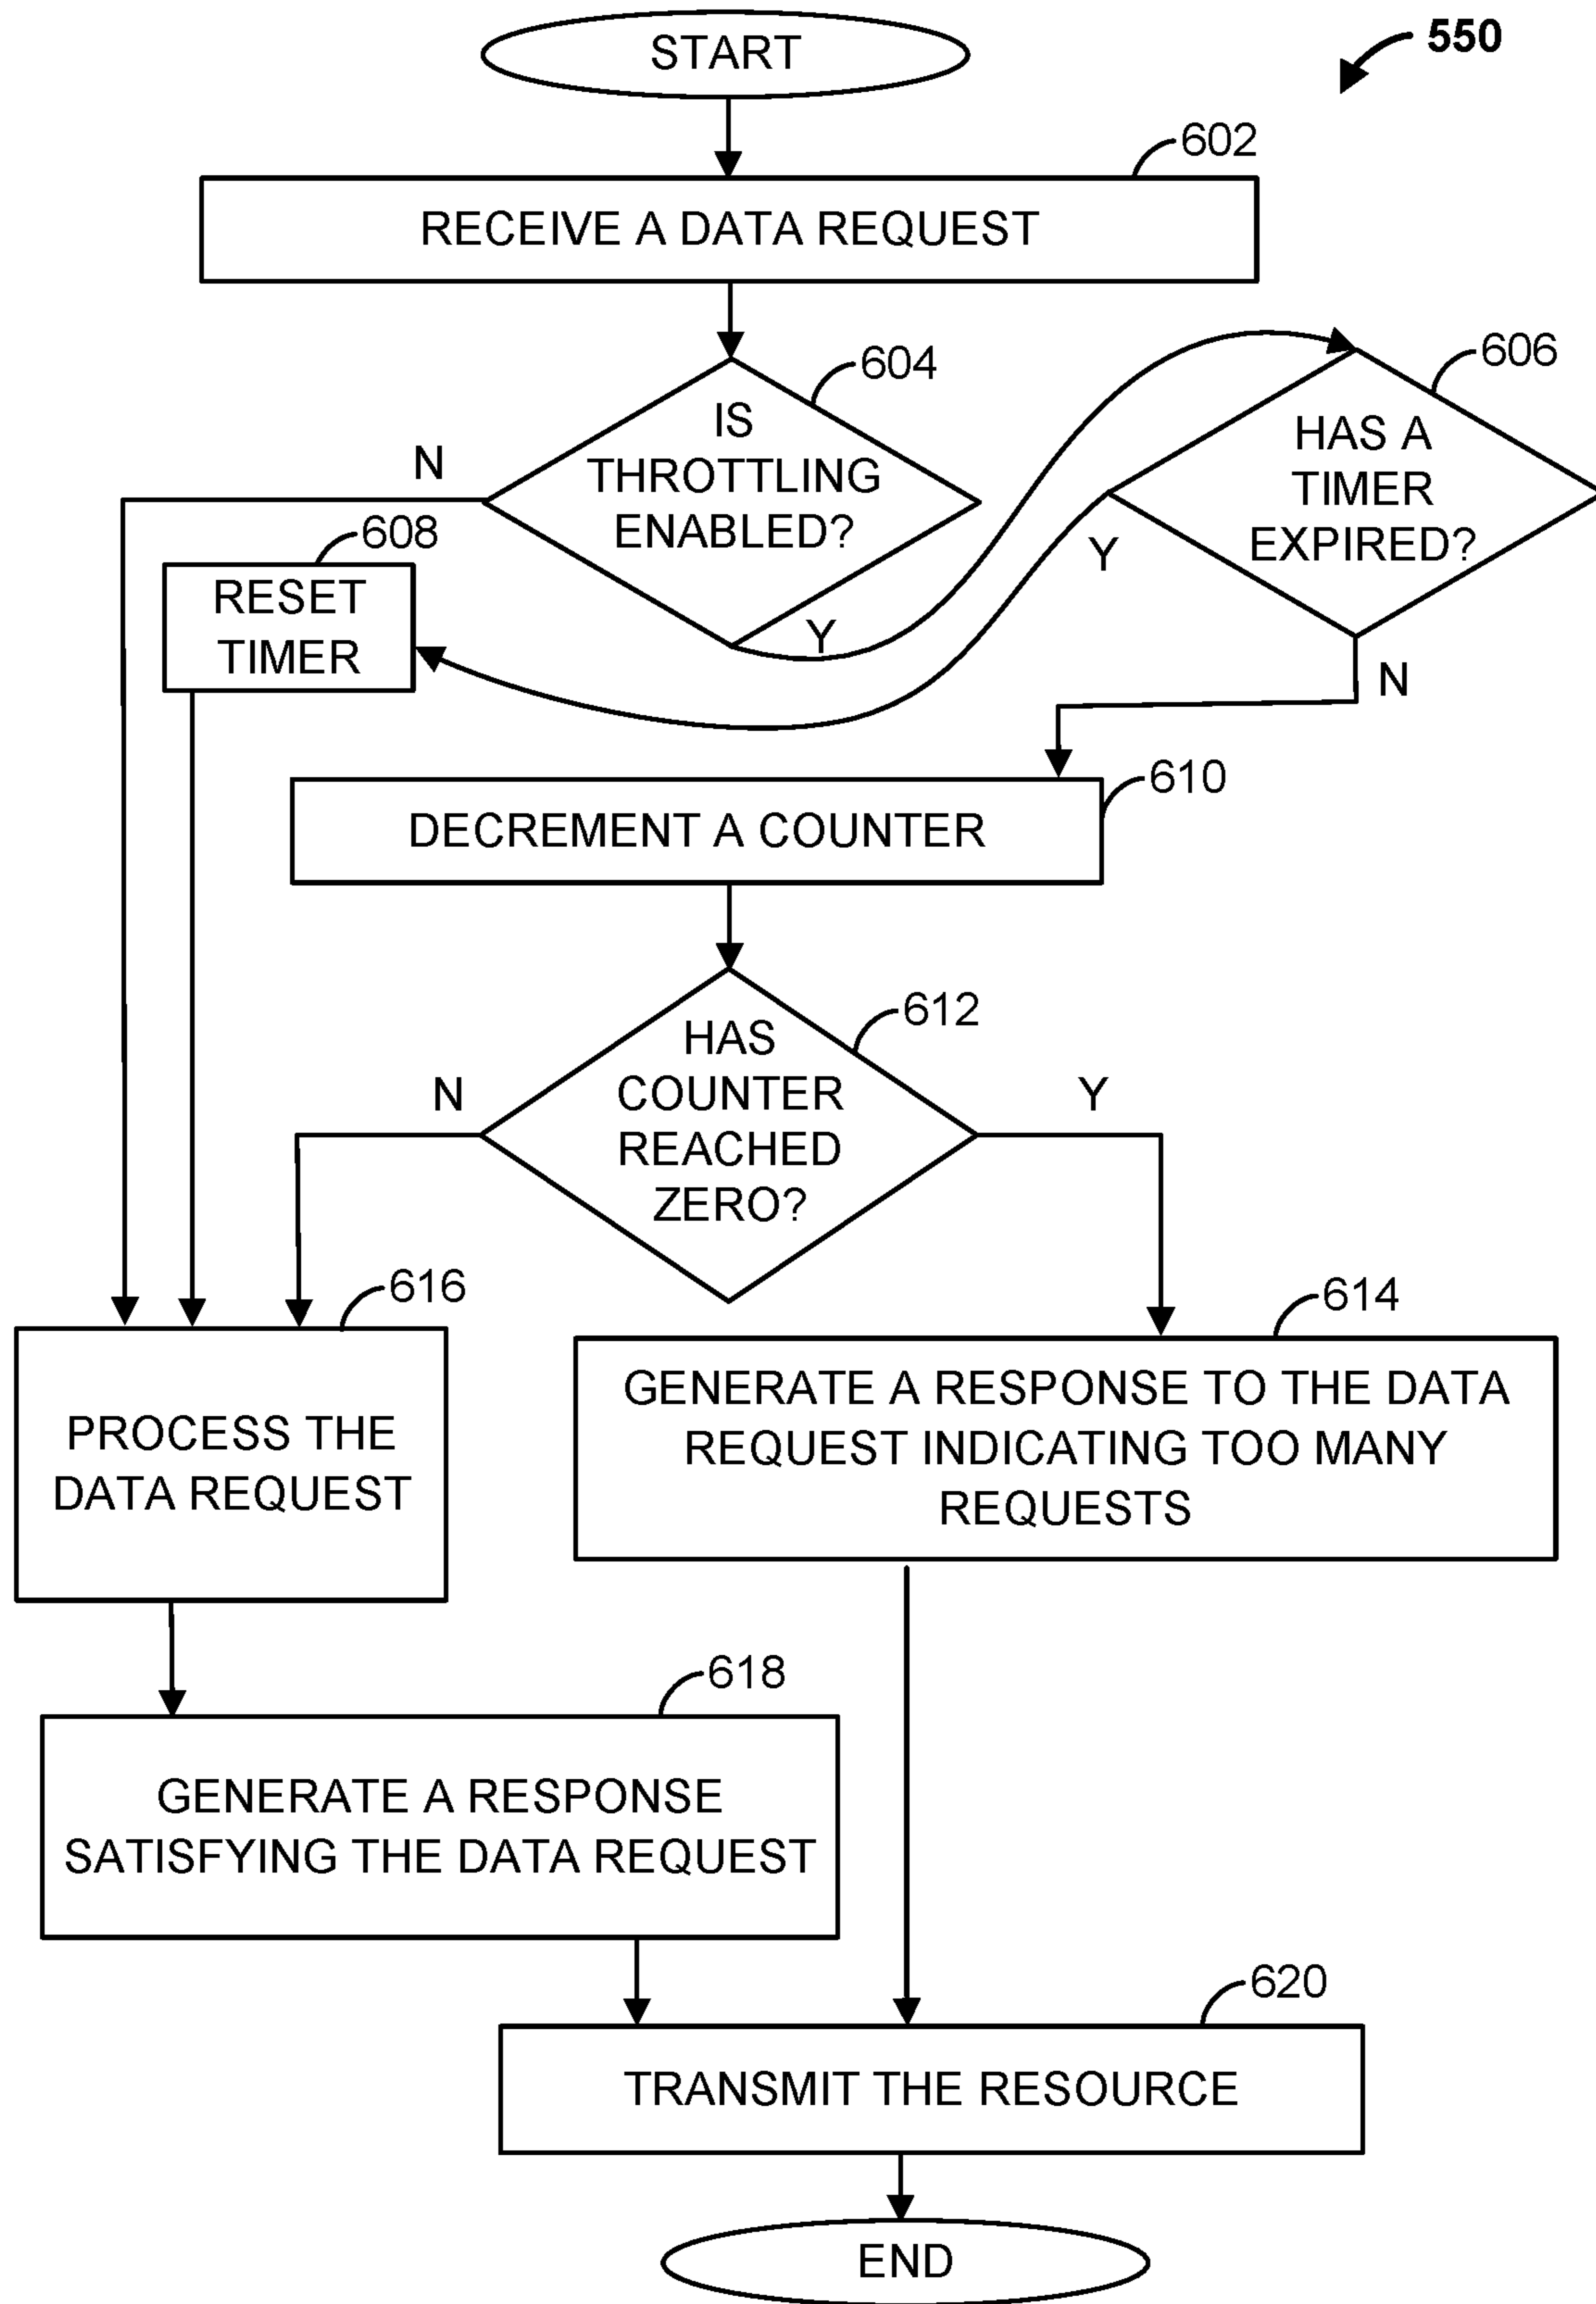 START
550
602
RECEIVE A DATA REQUEST
604
IS
THROTTLING
ENABLED?
N
Y
606
HAS A
TIMER
EXPIRED?
Y
N
608
RESET
TIMER
610
DECREMENT A COUNTER
612
HAS
COUNTER
REACHED
ZERO?
N
Y
616
PROCESS THE
DATA REQUEST
614
GENERATE A RESPONSE TO THE DATA
REQUEST INDICATING TOO MANY
REQUESTS
618
GENERATE A RESPONSE
SATISFYING THE DATA REQUEST
620
TRANSMIT THE RESOURCE
END